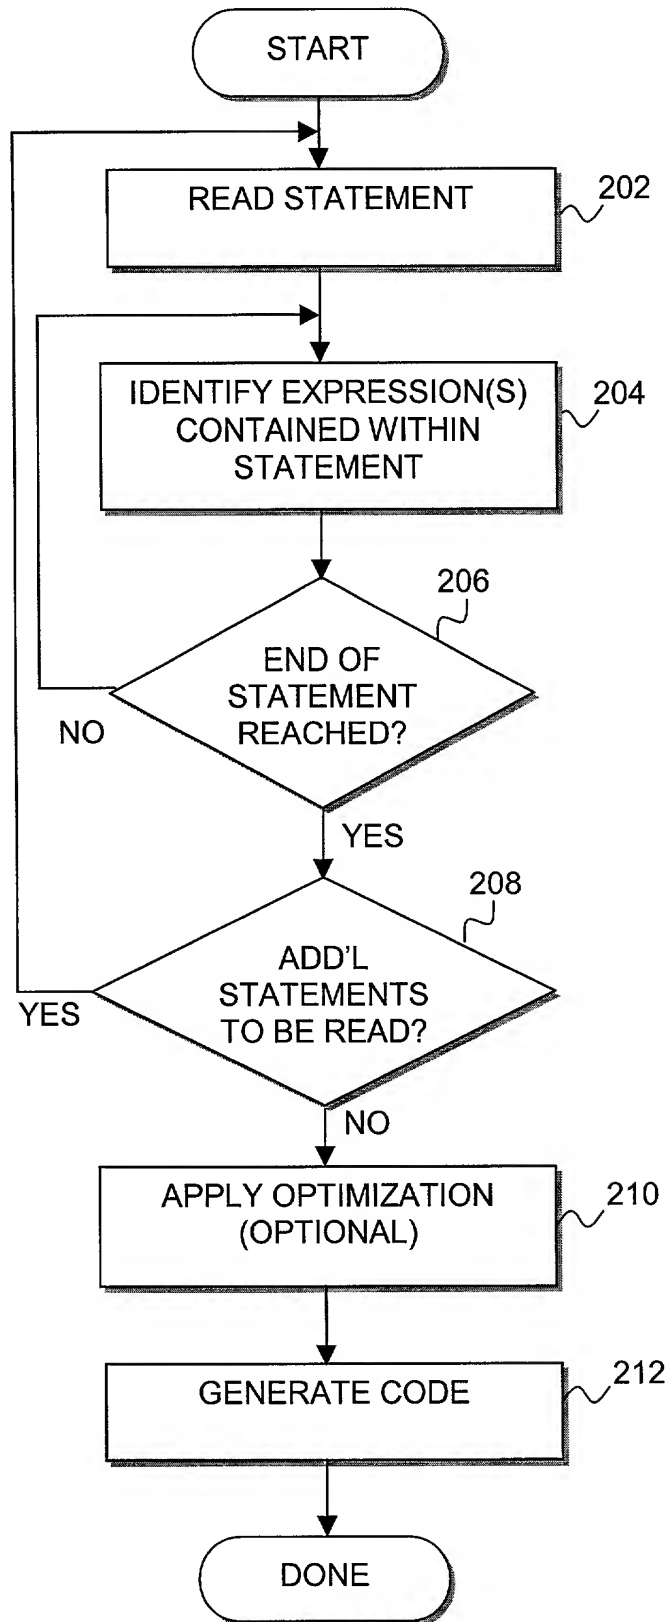 START
READ STATEMENT
202
IDENTIFY EXPRESSION(S)
CONTAINED WITHIN
STATEMENT
204
206
END OF
STATEMENT
REACHED?
NO
YES
208
ADD'L
STATEMENTS
TO BE READ?
YES
NO
APPLY OPTIMIZATION
(OPTIONAL)
210
GENERATE CODE
212
DONE